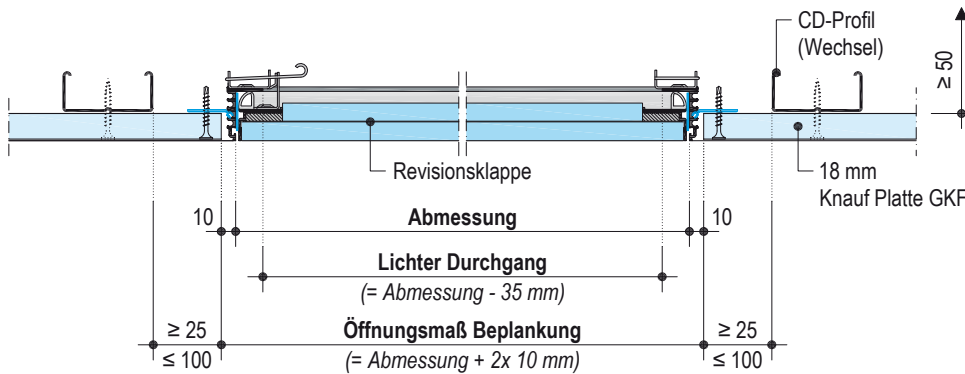 CD-Profil
(Wechsel)
≥ 50
Revisionsklappe
18 mm
Knauf Platte GKF
10
Abmessung
10
Lichter Durchgang
(= Abmessung - 35 mm)
≥ 25
Öffnungsmaß Beplankung
≥ 25
≤ 100
(= Abmessung + 2x 10 mm)
≤ 100